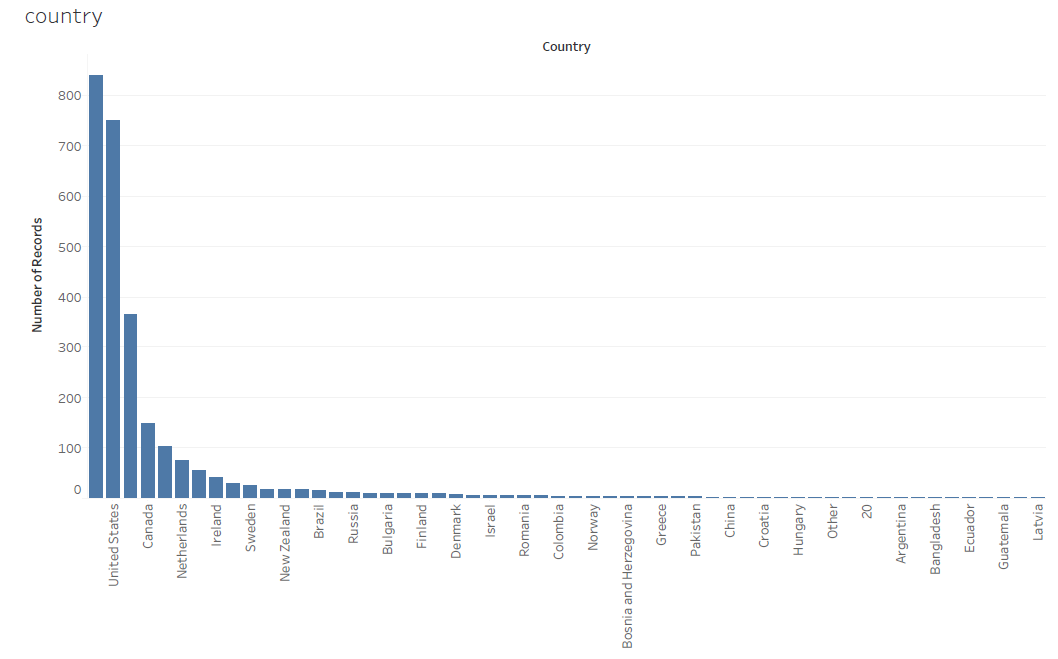 country
Country
Number of Records
800
700
600
500
400
300
200
100
0
United States
Canada
Netherlands
Ireland
Sweden
New Zealand
Brazil
Russia
Bulgaria
Finland
Denmark
Israel
Romania
Colombia
Norway
Bosnia and Herzegovina
Greece
Pakistan
China
Croatia
Hungary
Other
20
Argentina
Bangladesh
Ecuador
Guatemala
Latvia